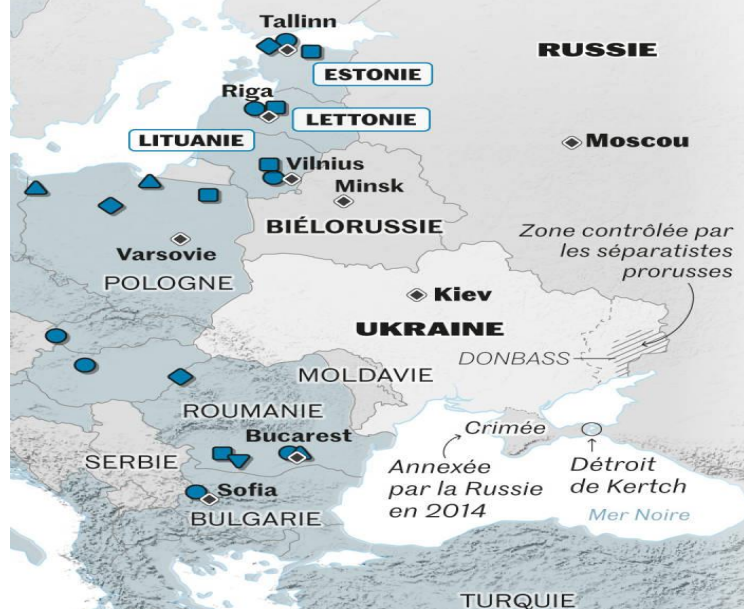 Tallinn
RUSSIE
ESTONIE
Riga
LETTONIE
LITUANIE
Moscou
Vilnius
Minsk
BIÉLORUSSIE
Zone contrôlée par
les séparatistes
prorusses
Varsovie
POLOGNE
Kiev
UKRAINE
DONBASS
MOLDAVIE
ROUMANIE
Crimée
Bucarest
SERBIE
Annexée
par la Russie
en 2014
Détroit
de Kertch
Sofia
BULGARIE
Mer Noire
TURQUIE